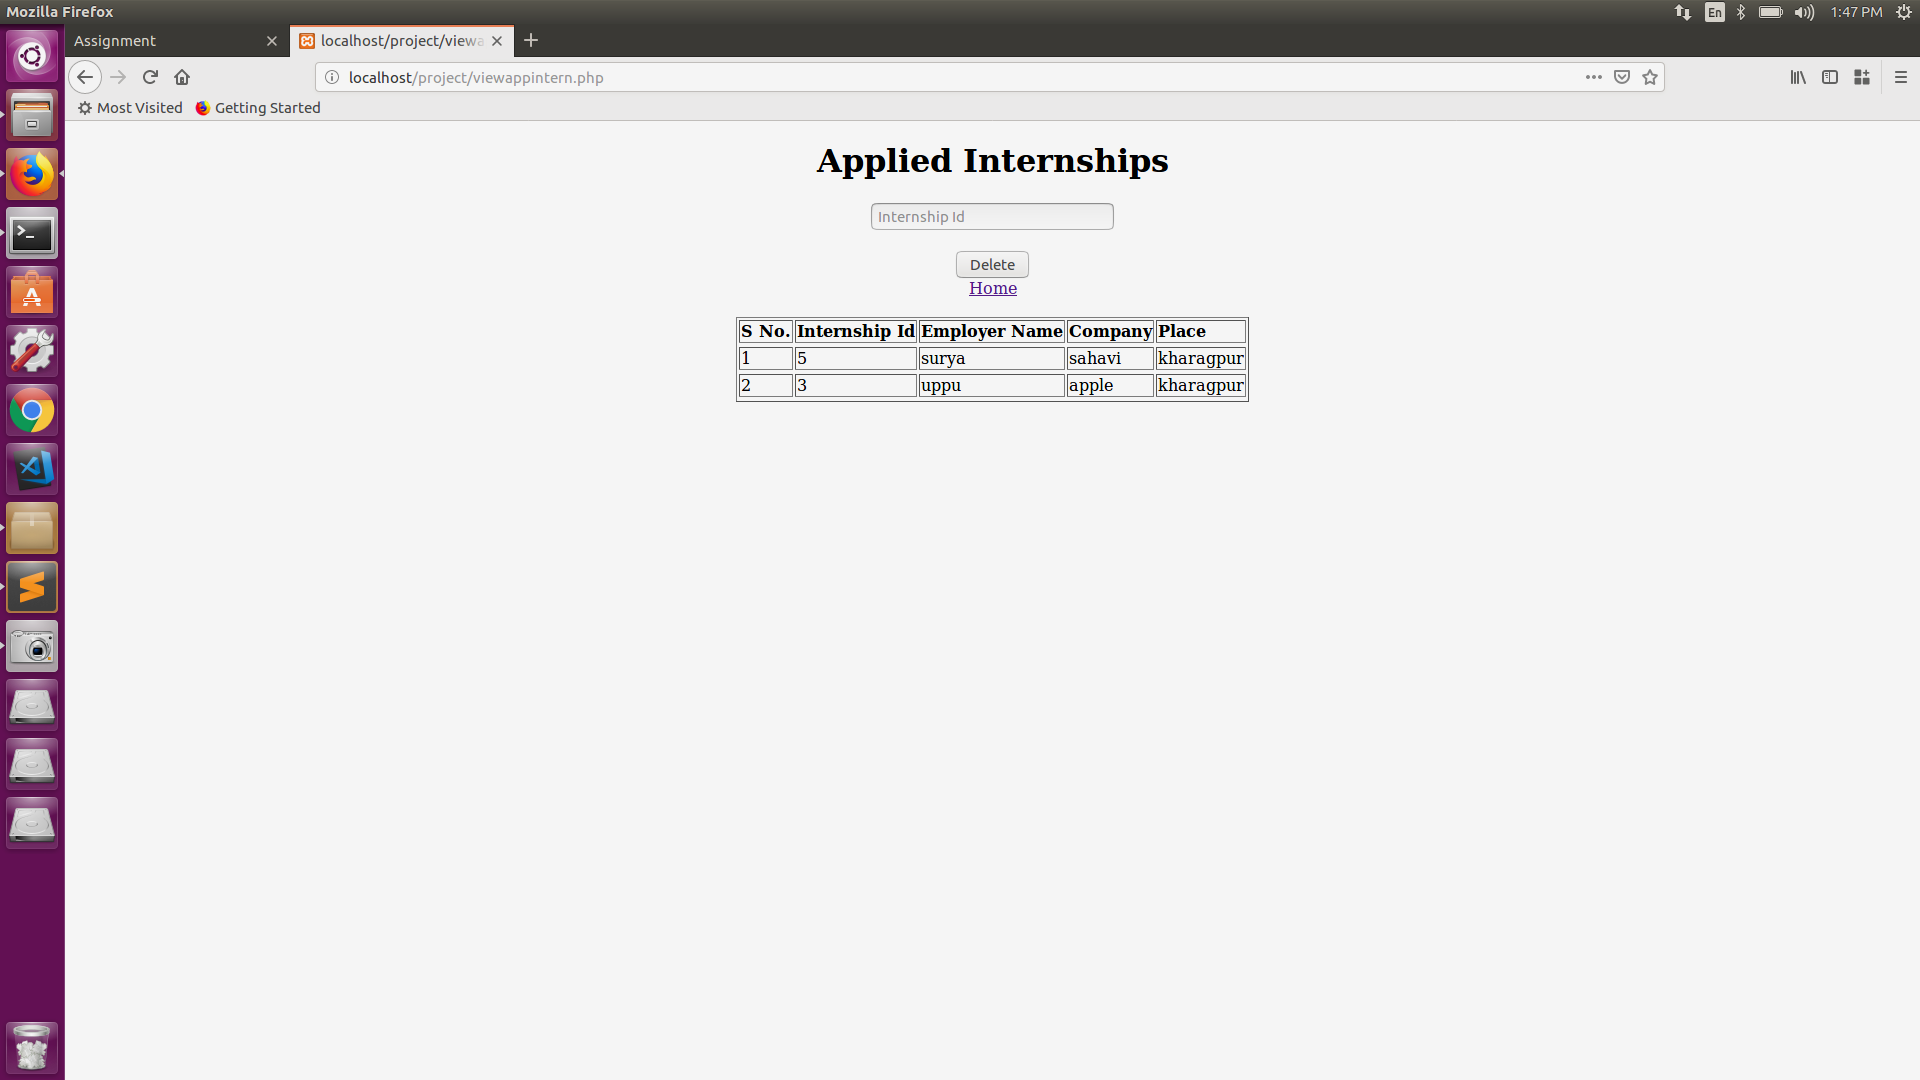 Mozilla Firefox
En
1:47 PM
Assignment
localhost/project/viewa
localhost/project/viewappintern.php
Most Visited
Getting Started
Applied Internships
Internship Id
Delete
Home
S No. Internship Id Employer Name Company Place
1 5 surya sahavi kharagpur
2 3 uppu apple kharagpur